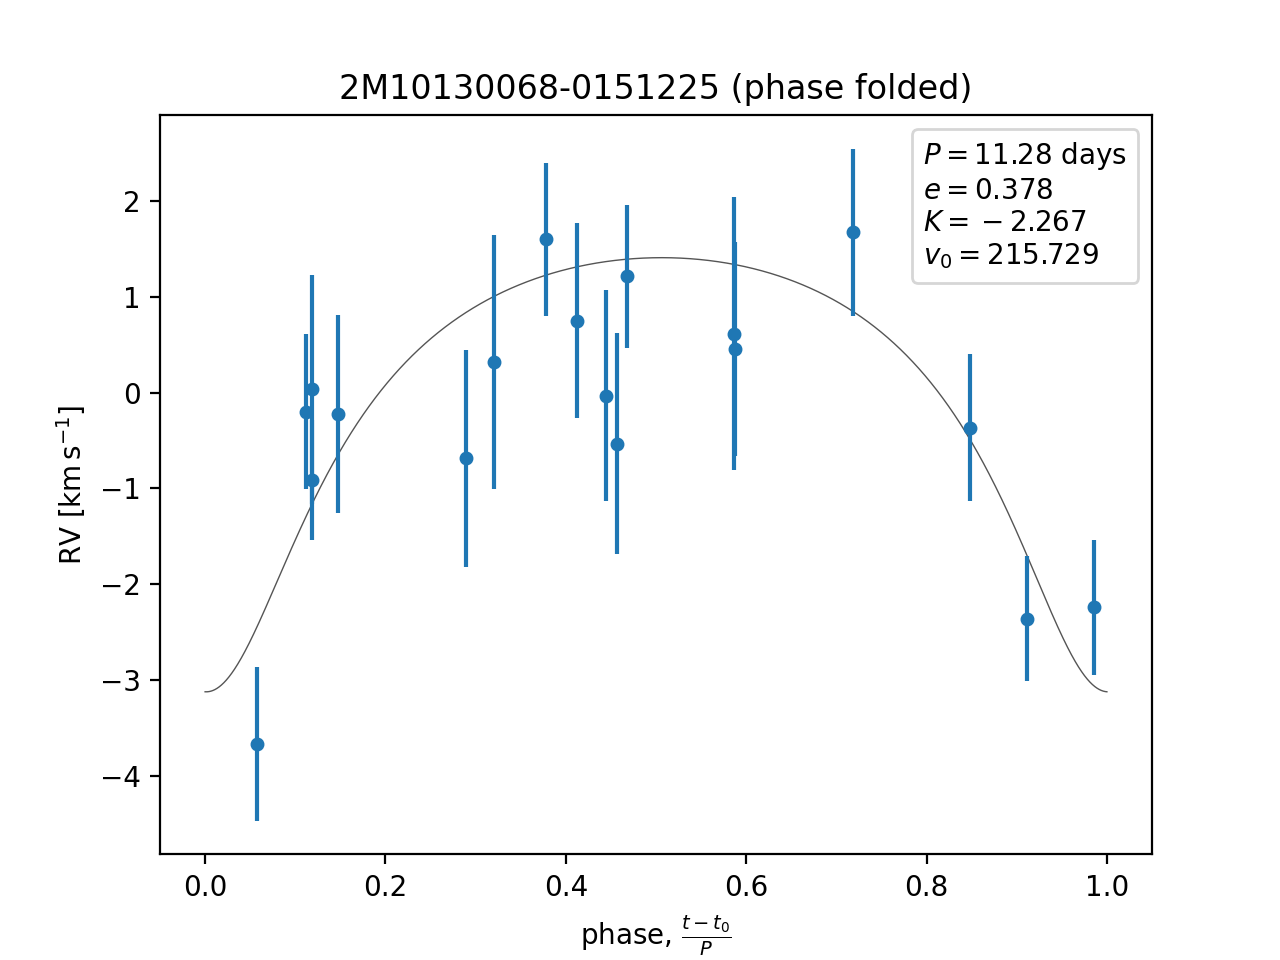 2M10130068-0151225 (phase folded)
P = 11.28 days
e = 0.378
K = −2.267
v₀ = 215.729
2
1
0
−1
−2
−3
−4
RV [km s⁻¹]
0.0 0.2 0.4 0.6 0.8 1.0
phase, (t − t₀)/P